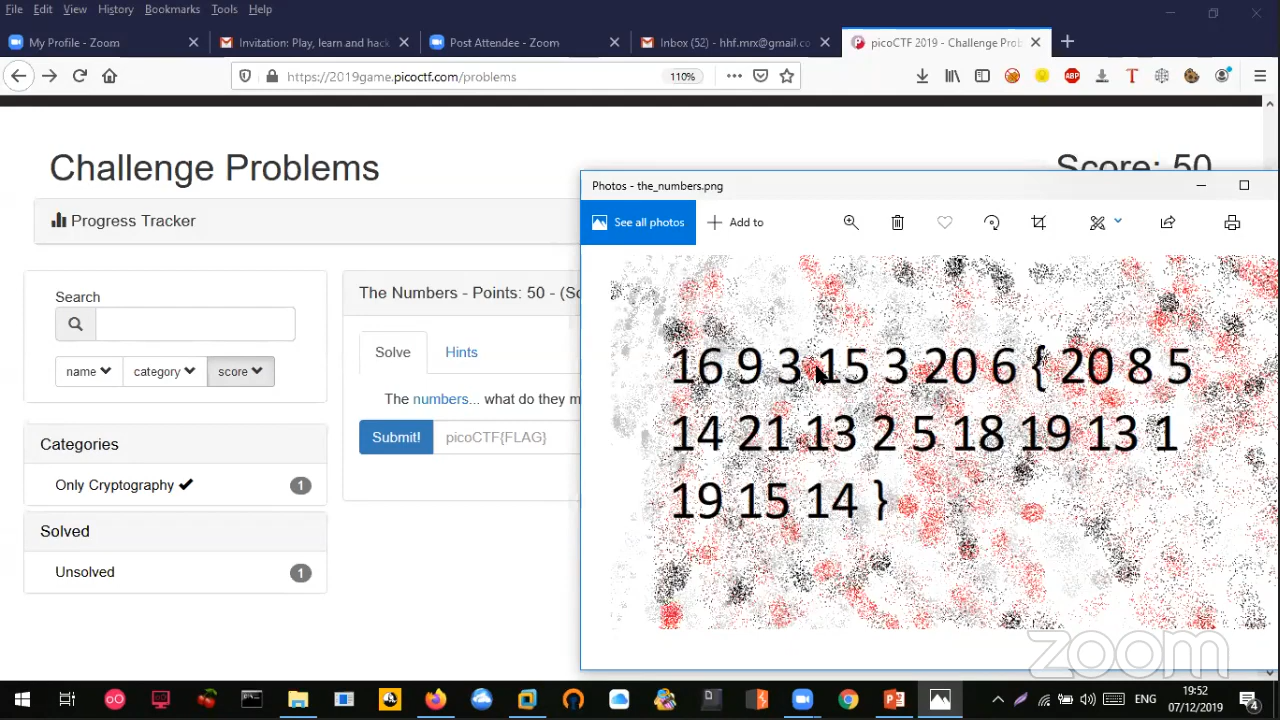 File Edit View History Bookmarks Tools Help
My Profile - Zoom
Invitation: Play, learn and hack
Post Attendee - Zoom
Inbox (52) - hhf.mrx@gmail.co
picoCTF 2019 - Challenge Prob
https://2019game.picoctf.com/problems 110%
ABP
Challenge Problems
Score: 50
Progress Tracker
Search
name category score
Categories
Only Cryptography 1
Solved
Unsolved 1
The Numbers - Points: 50 - (So
Solve Hints
The numbers... what do they m
Submit! picoCTF{FLAG}
Photos - the_numbers.png
See all photos Add to
16 9 3 15 3 20 6 { 20 8 5
14 21 13 2 5 18 19 13 1
19 15 14 }
zoom
ENG
19:52
07/12/2019
4